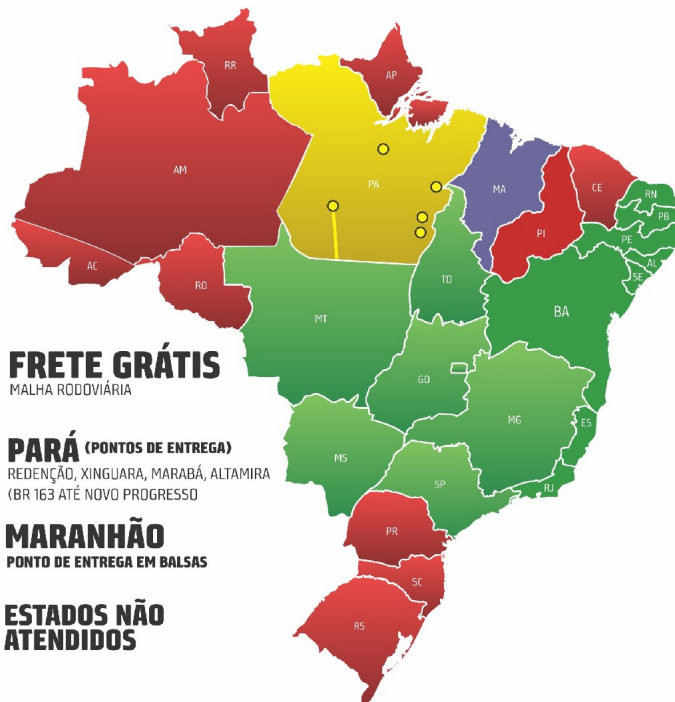 RR
AP
AM
PA
MA
CE
RN
PB
PI
PE
AL
SE
AC
RO
TO
BA
MT
FRETE GRÁTIS
MALHA RODOVIÁRIA
GO
MG
ES
PARÁ (PONTOS DE ENTREGA)
REDENÇÃO, XINGUARA, MARABÁ, ALTAMIRA
(BR 163 ATÉ NOVO PROGRESSO
MS
SP
RJ
MARANHÃO
PONTO DE ENTREGA EM BALSAS
PR
SC
ESTADOS NÃO
ATENDIDOS
RS